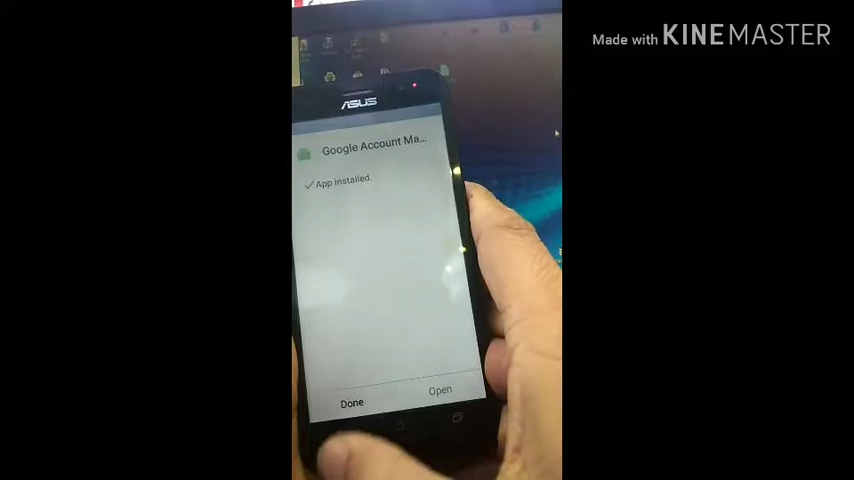 Made with KINEMASTER
ASUS
Google Account Ma...
App installed.
Done
Open